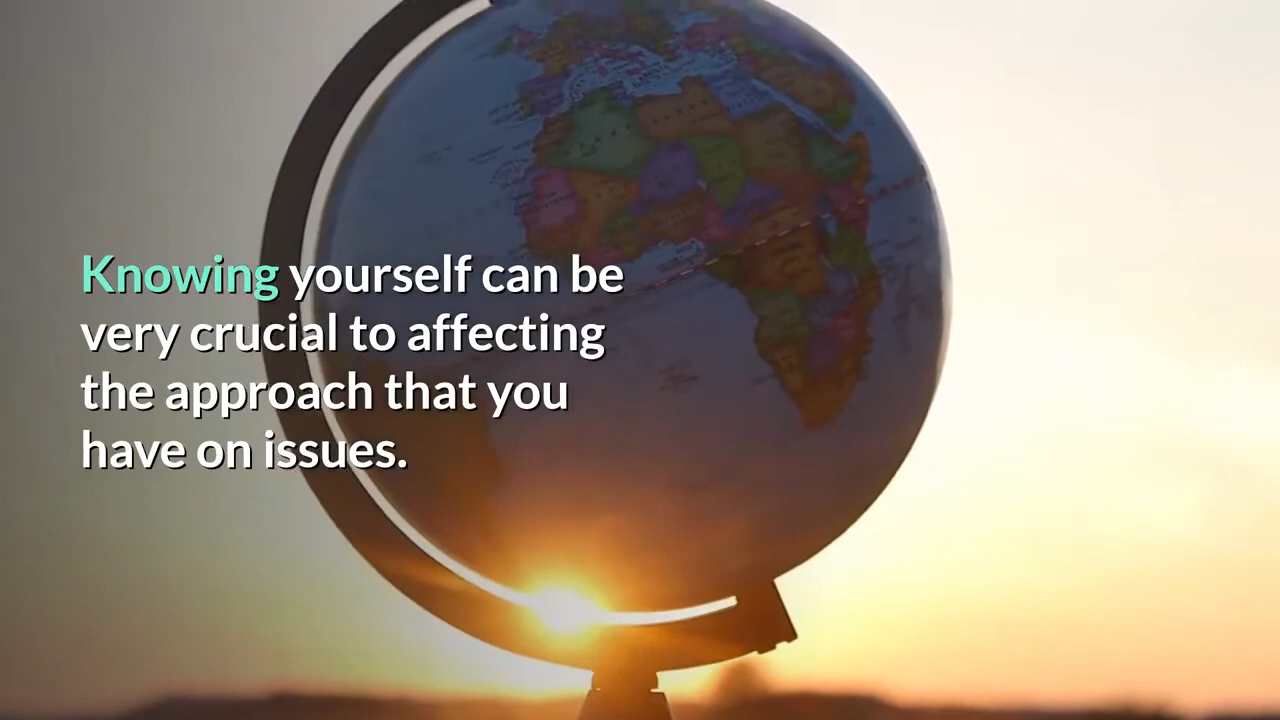 Knowing yourself can be
very crucial to affecting
the approach that you
have on issues.